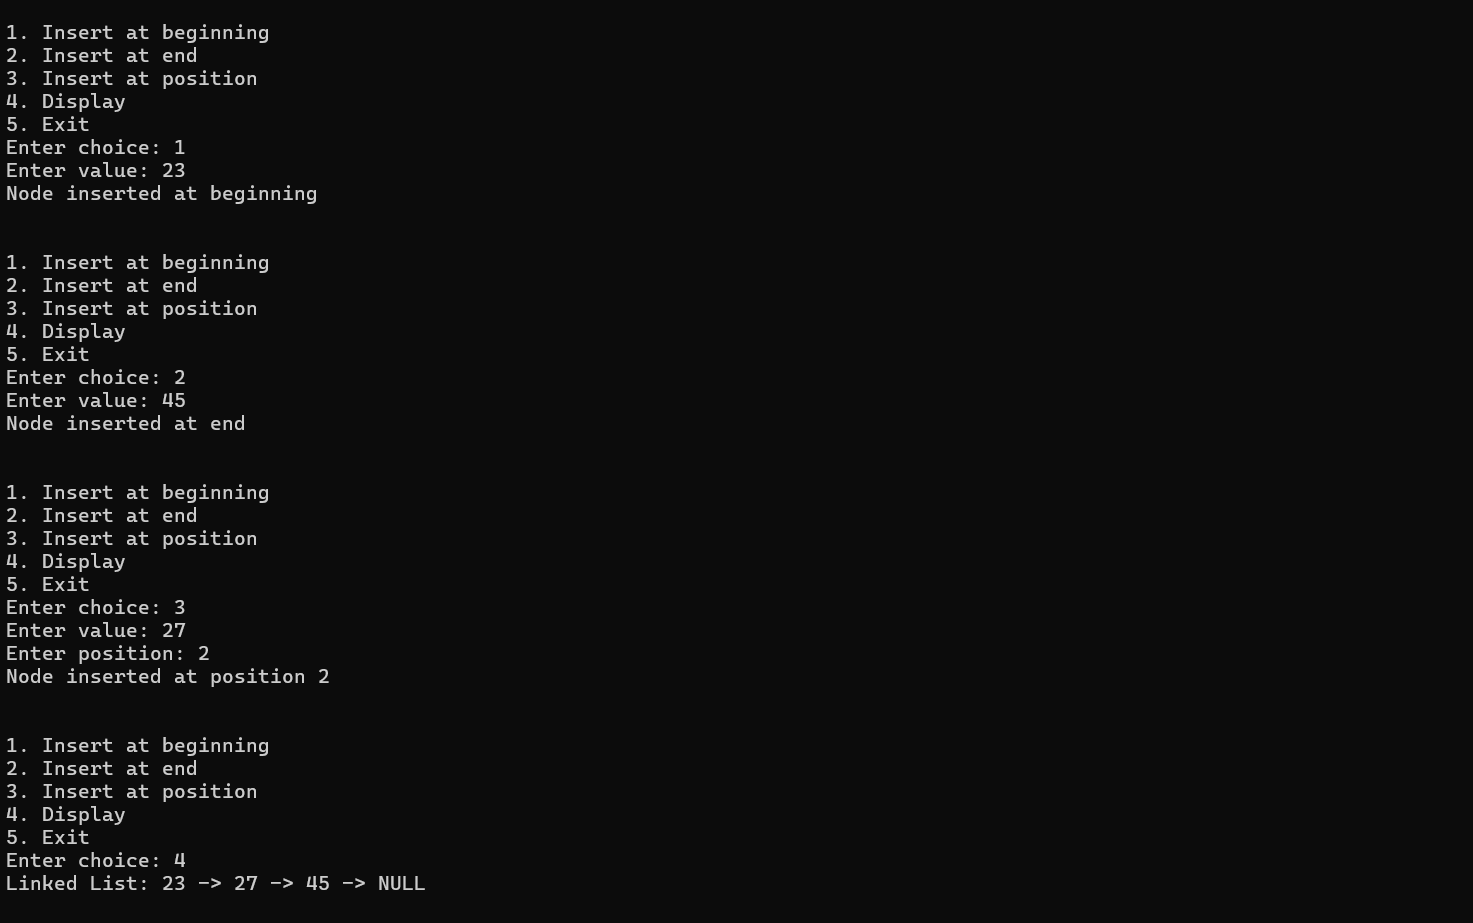 1. Insert at beginning
2. Insert at end
3. Insert at position
4. Display
5. Exit
Enter choice: 1
Enter value: 23
Node inserted at beginning
1. Insert at beginning
2. Insert at end
3. Insert at position
4. Display
5. Exit
Enter choice: 2
Enter value: 45
Node inserted at end
1. Insert at beginning
2. Insert at end
3. Insert at position
4. Display
5. Exit
Enter choice: 3
Enter value: 27
Enter position: 2
Node inserted at position 2
1. Insert at beginning
2. Insert at end
3. Insert at position
4. Display
5. Exit
Enter choice: 4
Linked List: 23 -> 27 -> 45 -> NULL